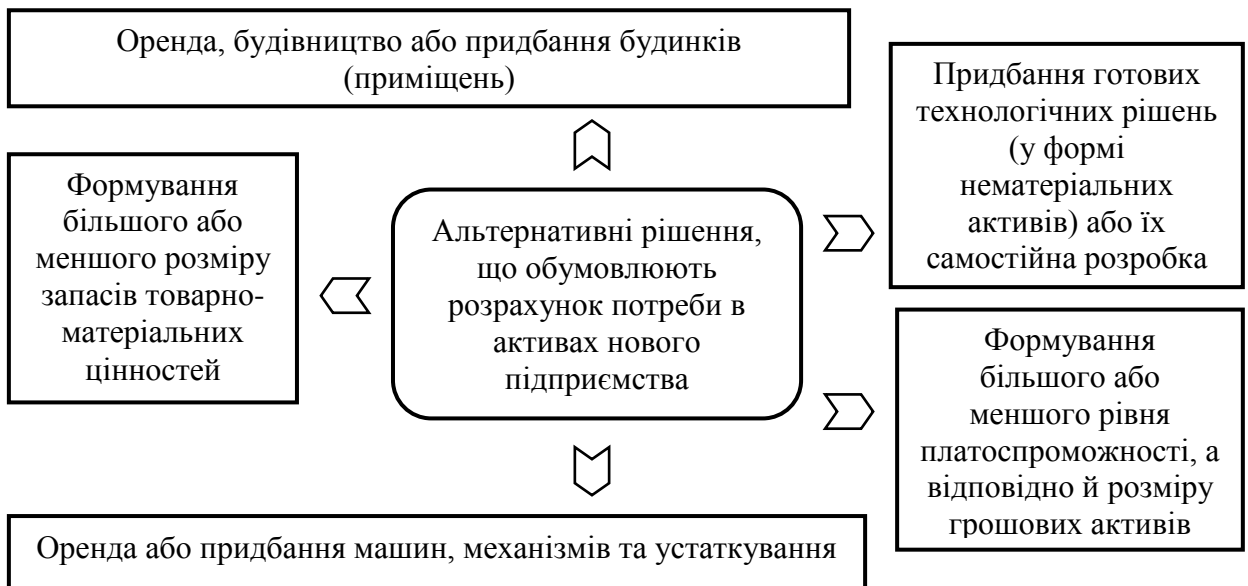 Оренда, будівництво або придбання будинків
(приміщень)
Придбання готових
технологічних рішень
(у формі
нематеріальних
активів) або їх
самостійна розробка
Формування
більшого або
меншого розміру
запасів товарно-
матеріальних
цінностей
Альтернативні рішення,
що обумовлюють
розрахунок потреби в
активах нового
підприємства
Формування
більшого або
меншого рівня
платоспроможності, а
відповідно й розміру
грошових активів
Оренда або придбання машин, механізмів та устаткування